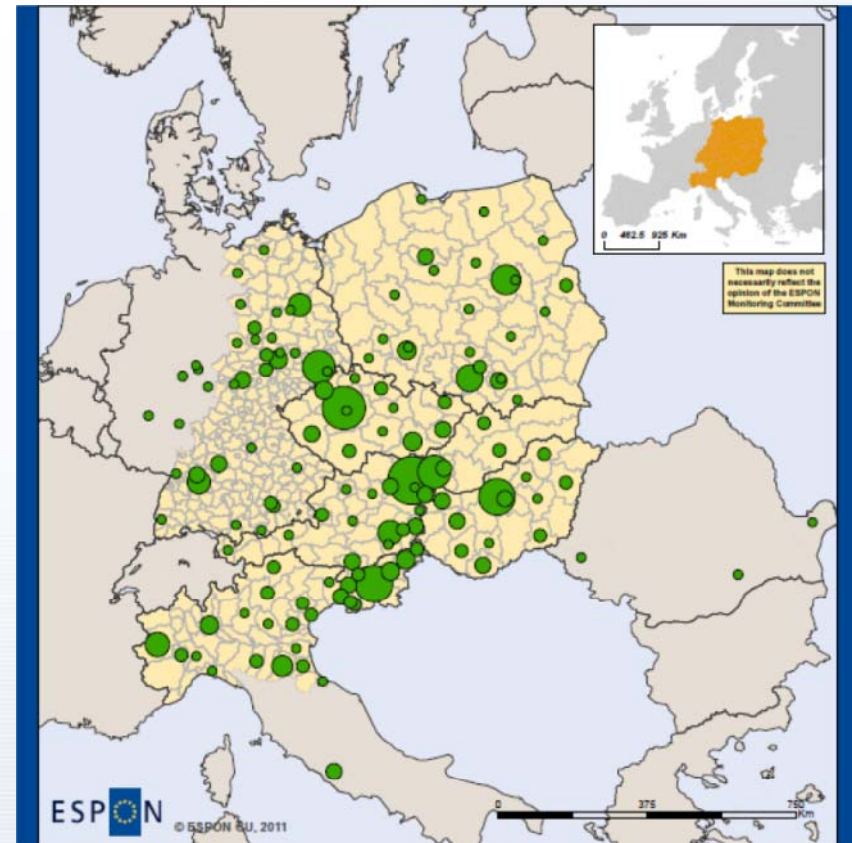 0 462.5 925 Km
This map does not
necessarily reflect the
opinion of the ESPON
Monitoring Committee
ESPON
© ESPON EU, 2011
0 375 750
Km